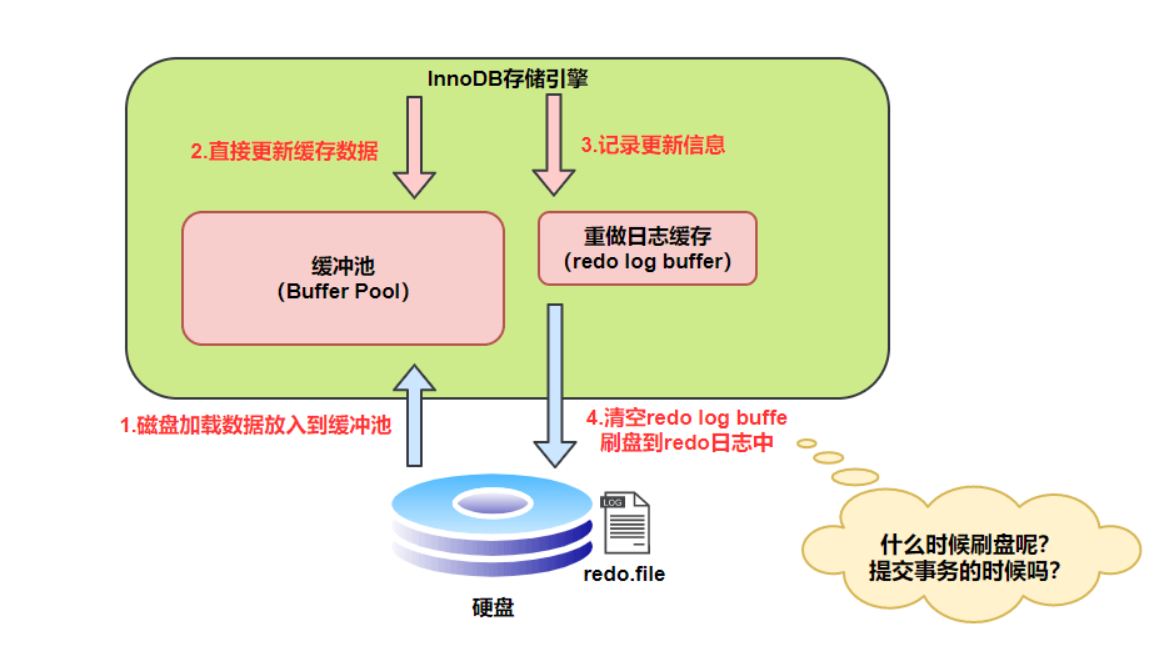 InnoDB存储引擎
2.直接更新缓存数据
3.记录更新信息
缓冲池
（Buffer Pool）
重做日志缓存
（redo log buffer）
1.磁盘加载数据放入到缓冲池
4.清空redo log buffe
刷盘到redo日志中
LOG
redo.file
硬盘
什么时候刷盘呢？
提交事务的时候吗？